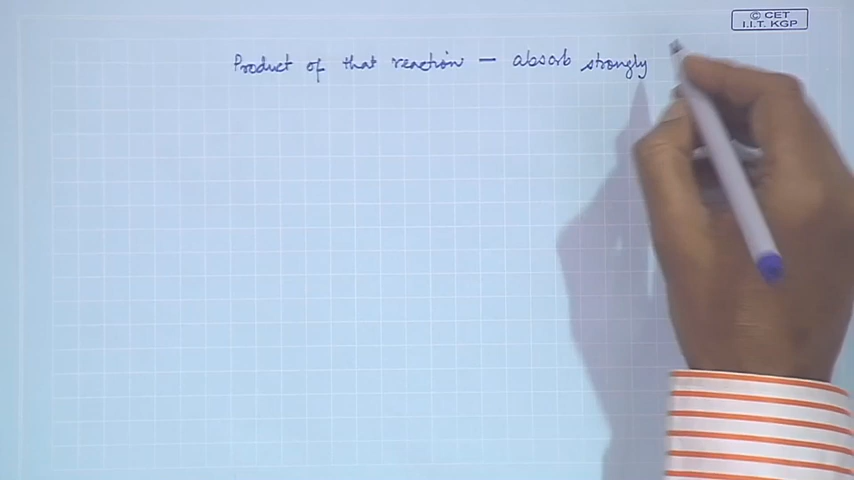 © CET
I.I.T. KGP
Product of that reaction — absorb strongly